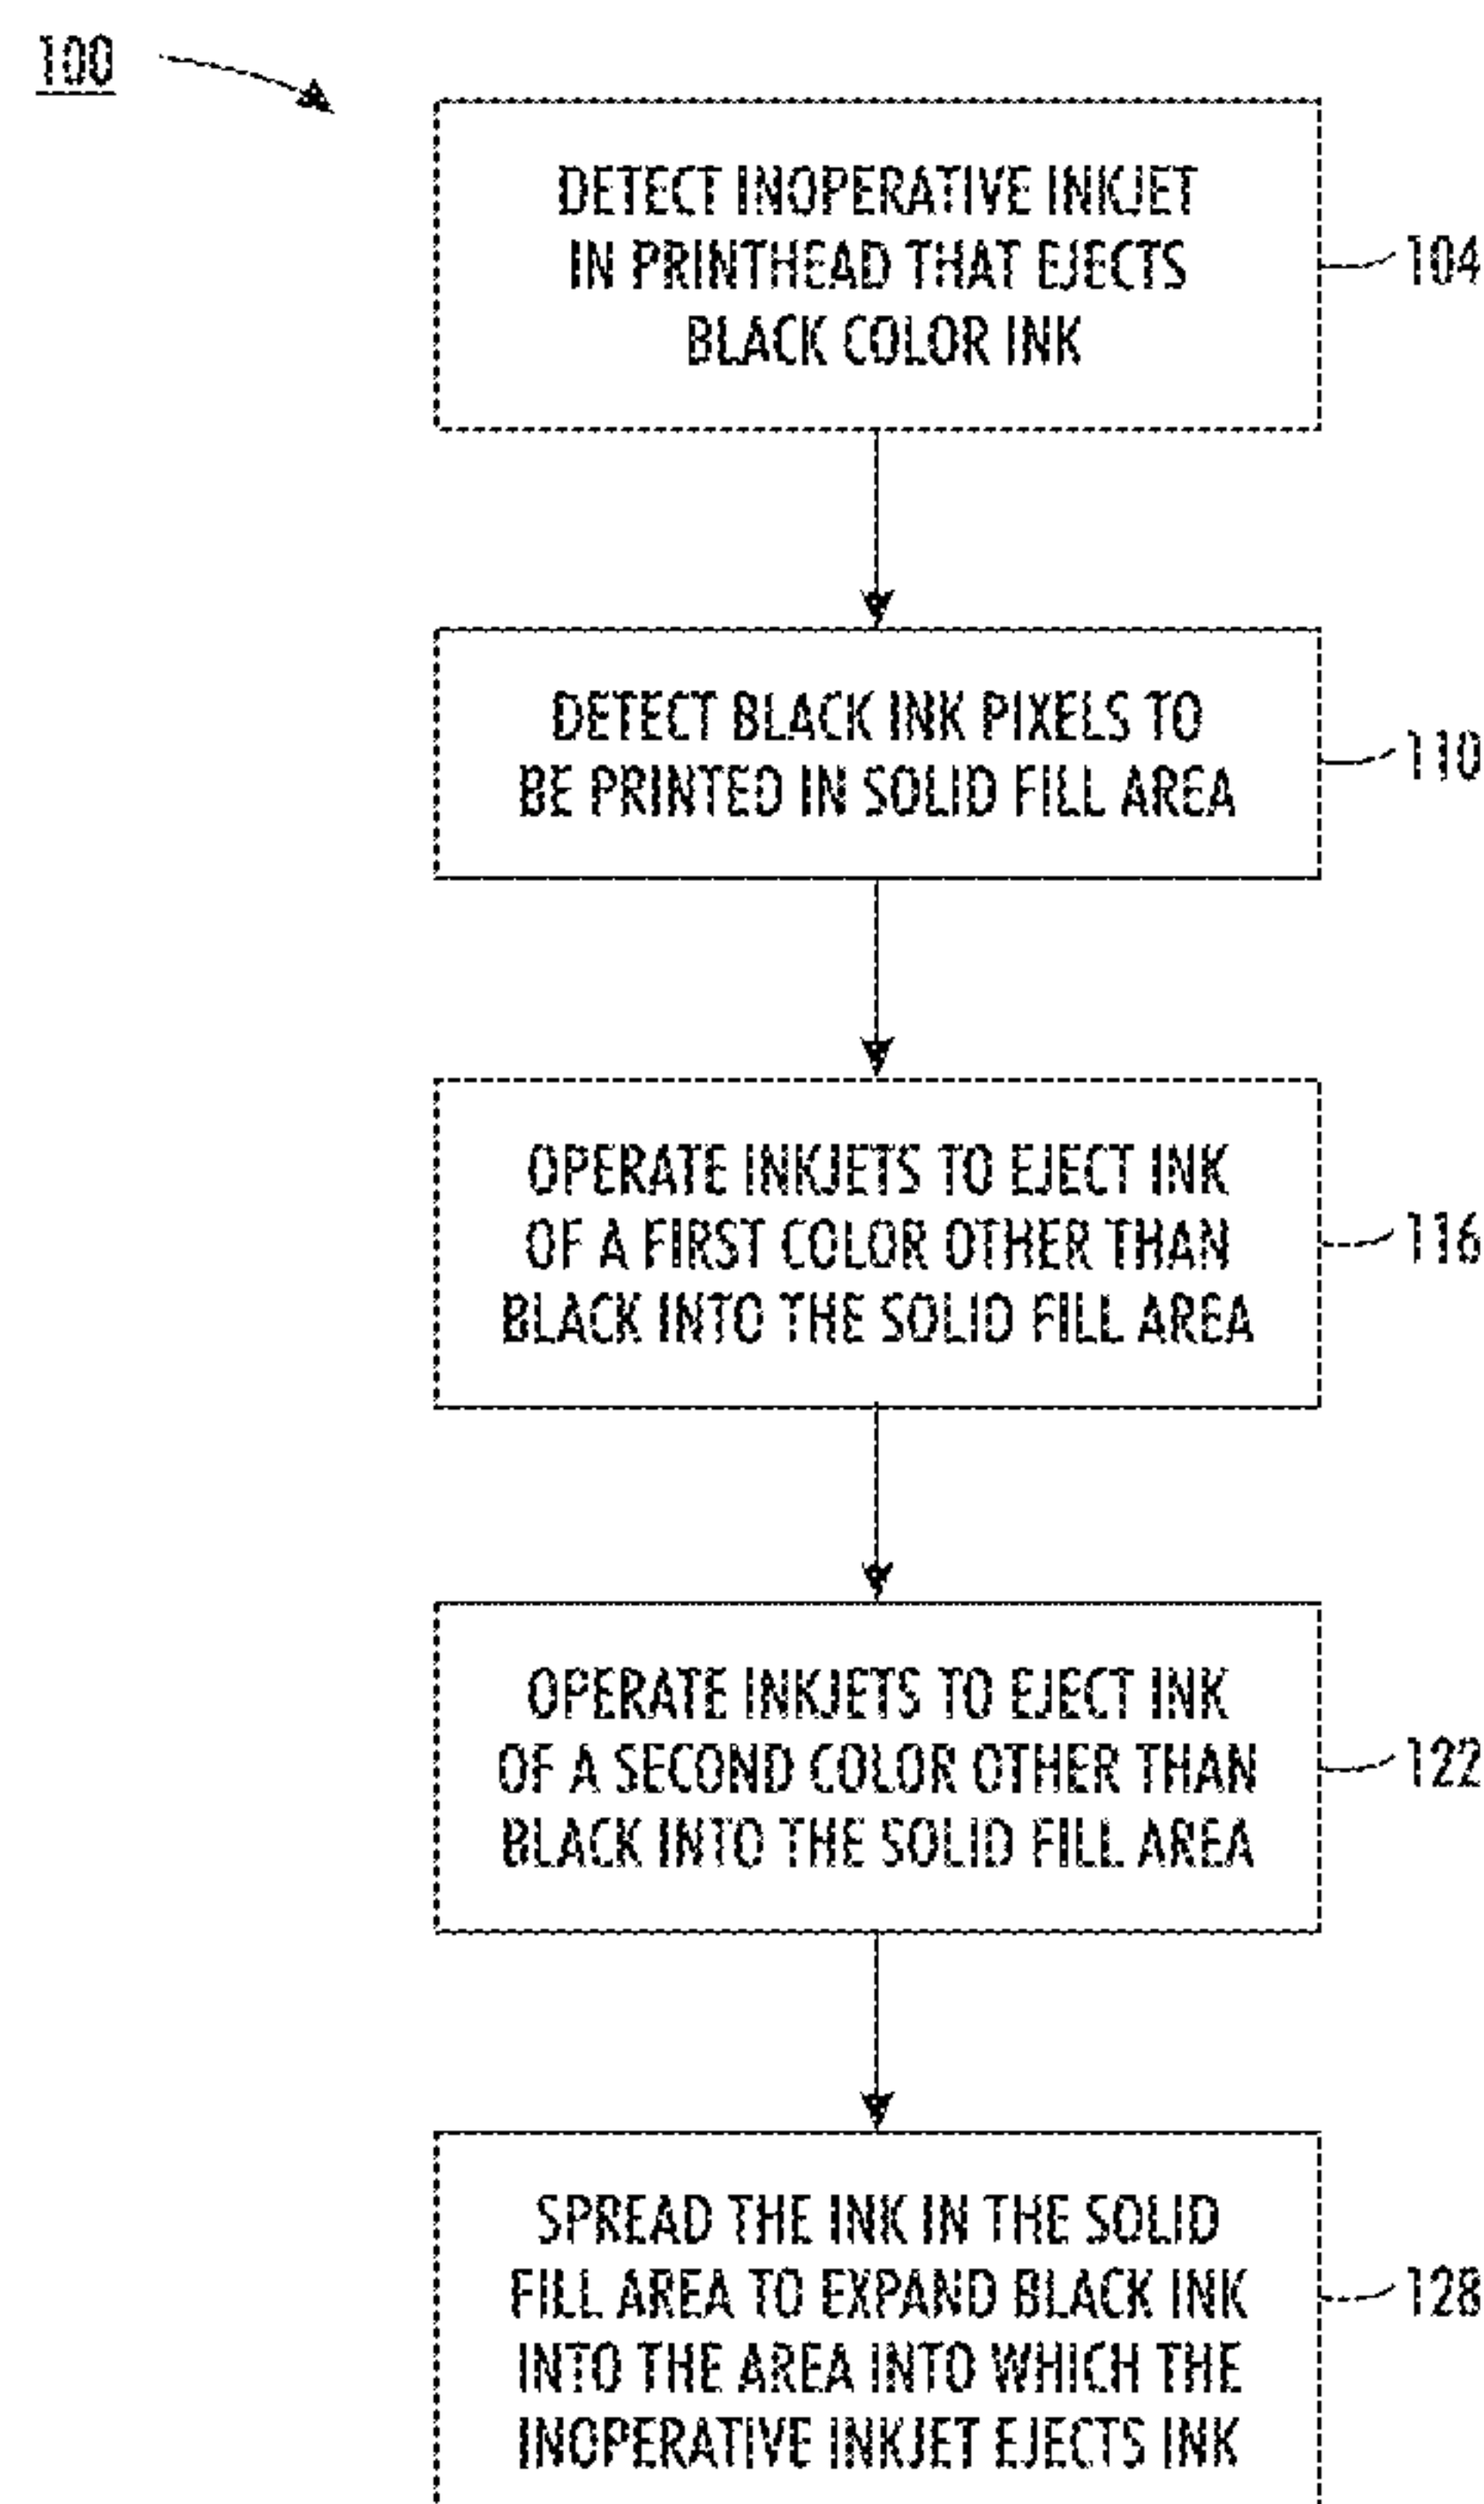 100
DETECT INOPERATIVE INKJET
IN PRINTHEAD THAT EJECTS
BLACK COLOR INK
104
DETECT BLACK INK PIXELS TO
BE PRINTED IN SOLID FILL AREA
110
OPERATE INKJETS TO EJECT INK
OF A FIRST COLOR OTHER THAN
BLACK INTO THE SOLID FILL AREA
116
OPERATE INKJETS TO EJECT INK
OF A SECOND COLOR OTHER THAN
BLACK INTO THE SOLID FILL AREA
122
SPREAD THE INK IN THE SOLID
FILL AREA TO EXPAND BLACK INK
INTO THE AREA INTO WHICH THE
INOPERATIVE INKJET EJECTS INK
128